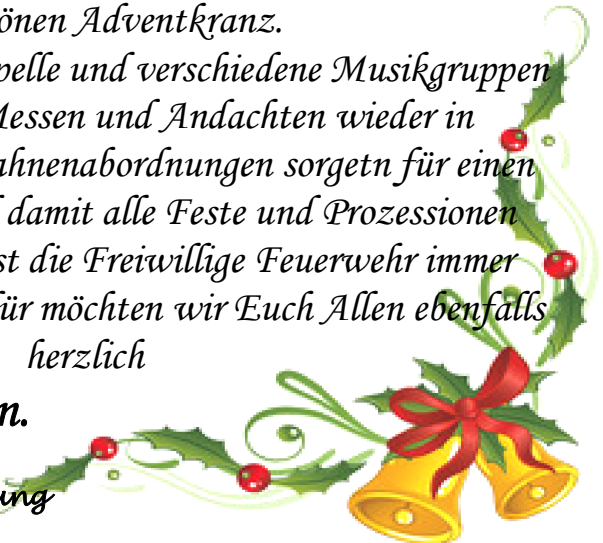 önen Adventkranz.
pelle und verschiedene Musikgruppen
Messen und Andachten wieder in
ahnenabordnungen sorgetn für einen
damit alle Feste und Prozessionen
st die Freiwillige Feuerwehr immer
für möchten wir Euch Allen ebenfalls
herzlich
n.
ung